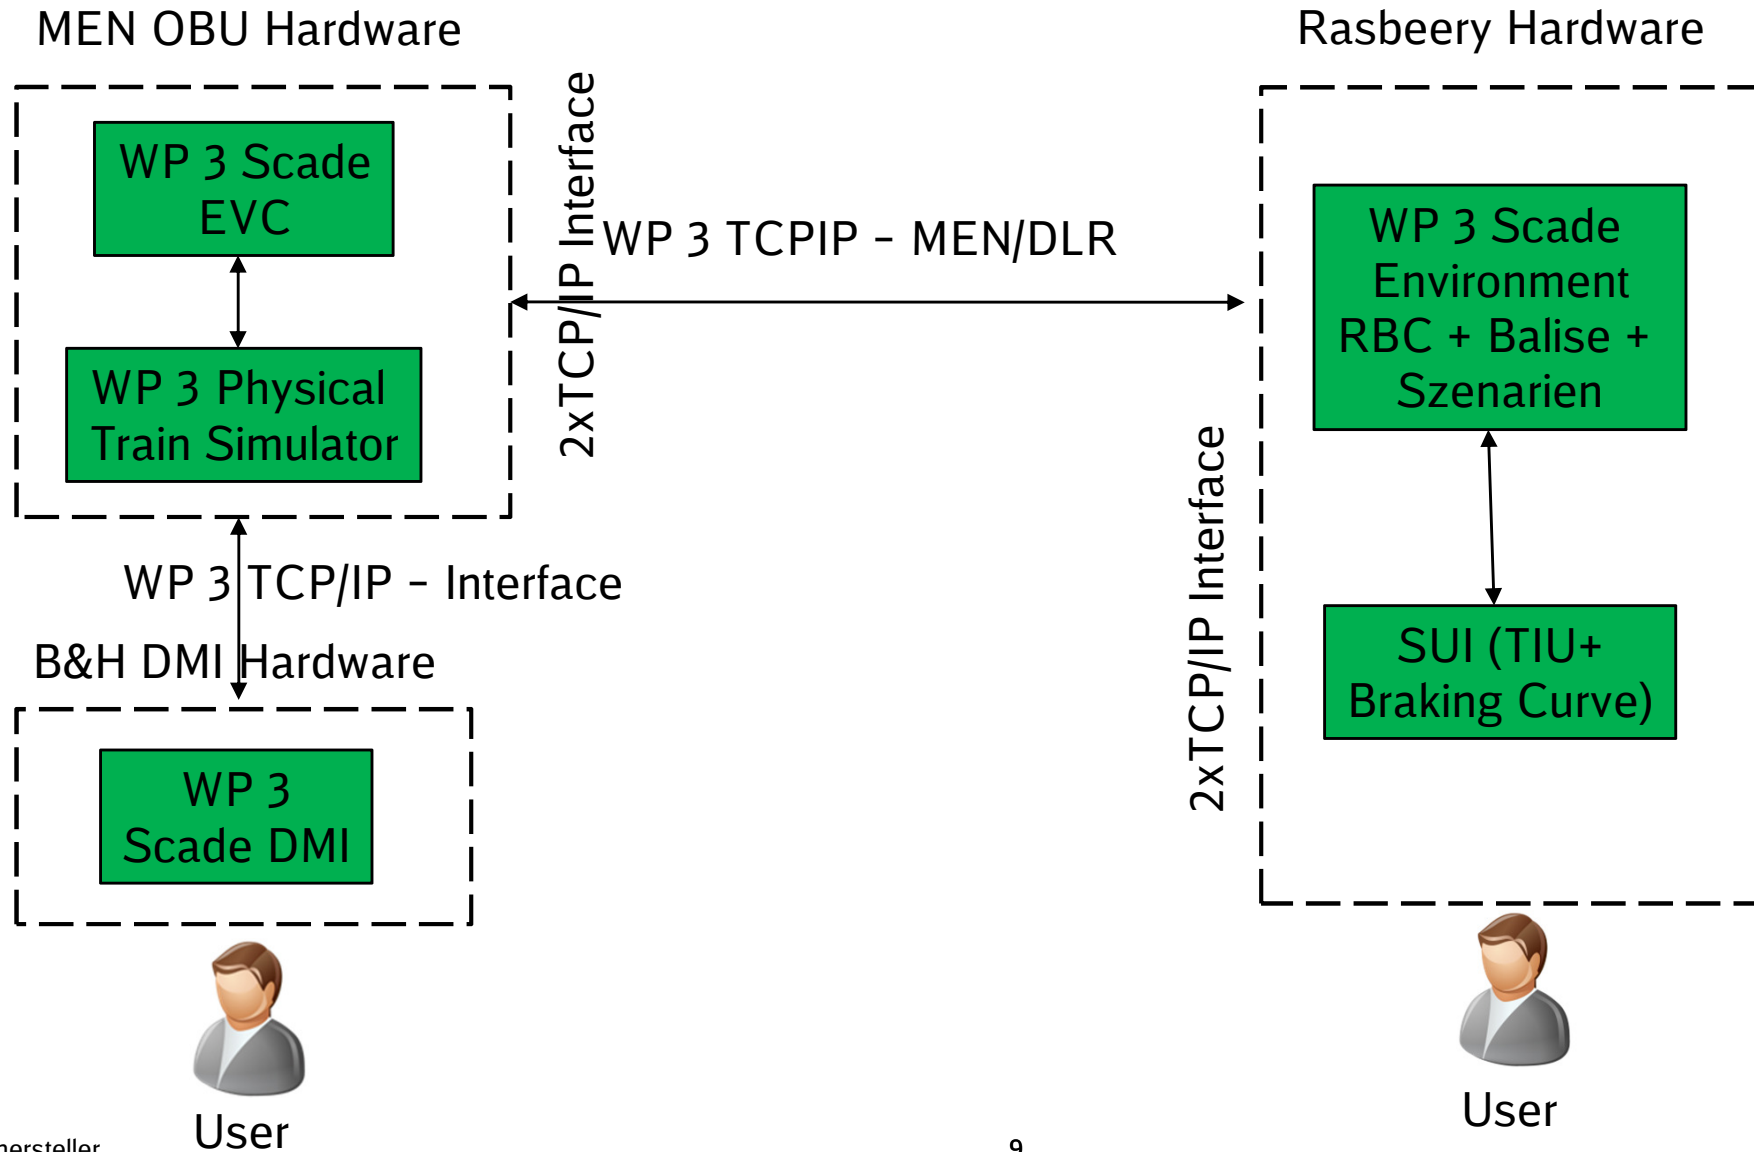 MEN OBU Hardware
Rasbeery Hardware
WP 3 Scade
EVC
WP 3 Physical
Train Simulator
2xTCP/IP Interface
WP 3 TCPIP – MEN/DLR
WP 3 Scade
Environment
RBC + Balise +
Szenarien
2xTCP/IP Interface
SUI (TIU+
Braking Curve)
WP 3 TCP/IP – Interface
B&H DMI Hardware
WP 3
Scade DMI
User
User
9